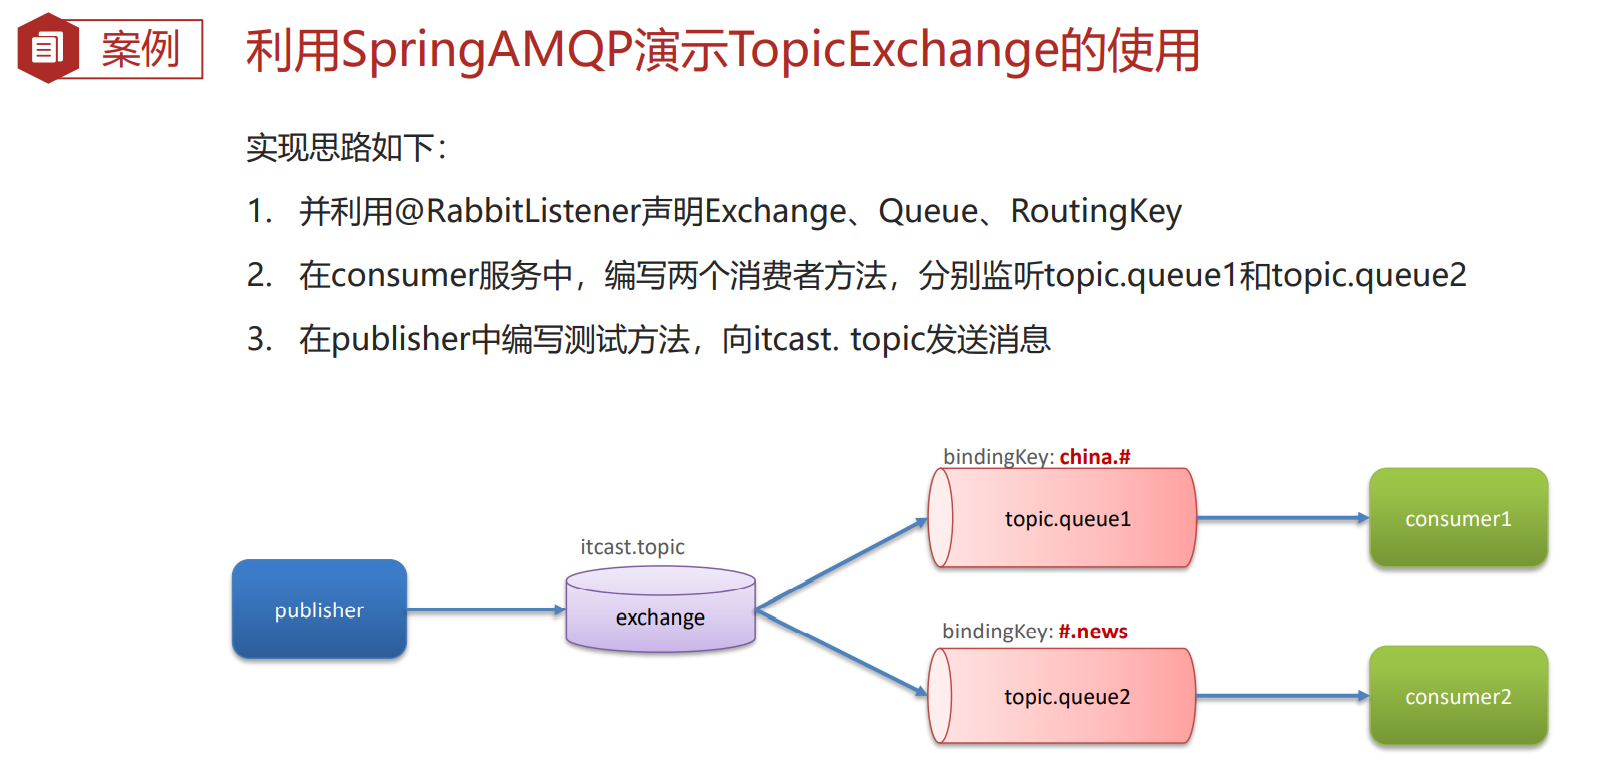 案例
利用SpringAMQP演示TopicExchange的使用
实现思路如下：
1. 并利用@RabbitListener声明Exchange、Queue、RoutingKey
2. 在consumer服务中，编写两个消费者方法，分别监听topic.queue1和topic.queue2
3. 在publisher中编写测试方法，向itcast. topic发送消息
bindingKey: china.#
topic.queue1
consumer1
itcast.topic
publisher
exchange
bindingKey: #.news
topic.queue2
consumer2